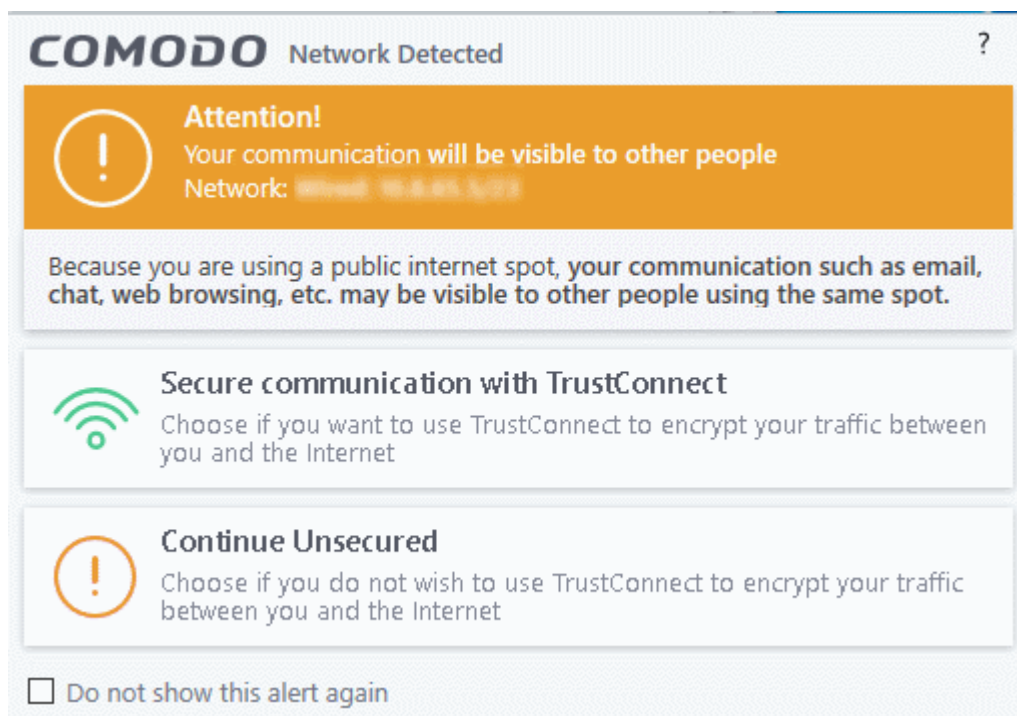 COMODO Network Detected ?
Attention!
Your communication will be visible to other people
Network:
Because you are using a public internet spot, your communication such as email,
chat, web browsing, etc. may be visible to other people using the same spot.
Secure communication with TrustConnect
Choose if you want to use TrustConnect to encrypt your traffic between
you and the Internet
Continue Unsecured
Choose if you do not wish to use TrustConnect to encrypt your traffic
between you and the Internet
Do not show this alert again